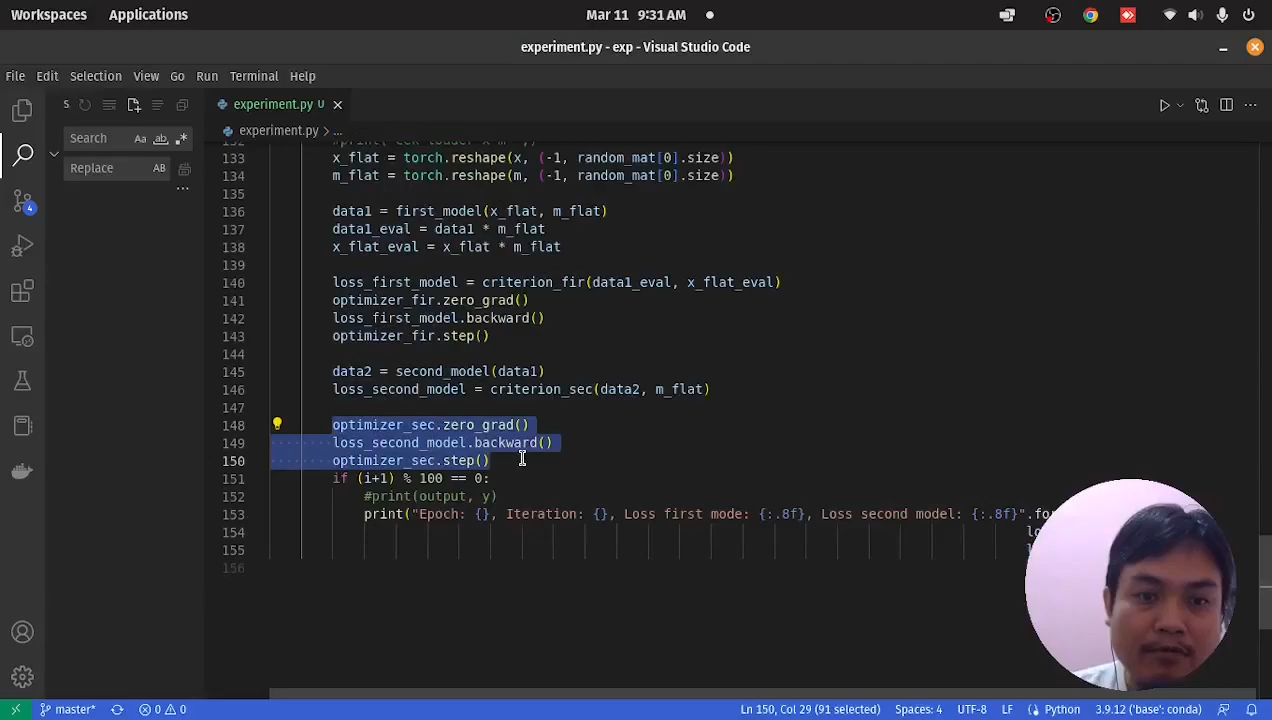 Workspaces Applications Mar 11 9:31 AM
experiment.py - exp - Visual Studio Code
File Edit Selection View Go Run Terminal Help
S experiment.py U
Search Aa ab experiment.py > ...
Replace AB
133 x_flat = torch.reshape(x, (-1, random_mat[0].size))
134 m_flat = torch.reshape(m, (-1, random_mat[0].size))
135
136 data1 = first_model(x_flat, m_flat)
137 data1_eval = data1 * m_flat
138 x_flat_eval = x_flat * m_flat
139
140 loss_first_model = criterion_fir(data1_eval, x_flat_eval)
141 optimizer_fir.zero_grad()
142 loss_first_model.backward()
143 optimizer_fir.step()
144
145 data2 = second_model(data1)
146 loss_second_model = criterion_sec(data2, m_flat)
147
148 optimizer_sec.zero_grad()
149 loss_second_model.backward()
150 optimizer_sec.step()
151 if (i+1) % 100 == 0:
152 #print(output, y)
153 print("Epoch: {}, Iteration: {}, Loss first mode: {:.8f}, Loss second model: {:.8f}".for
154
155
156
4
master* 0 0 Ln 150, Col 29 (91 selected) Spaces: 4 UTF-8 LF Python 3.9.12 ('base': conda)